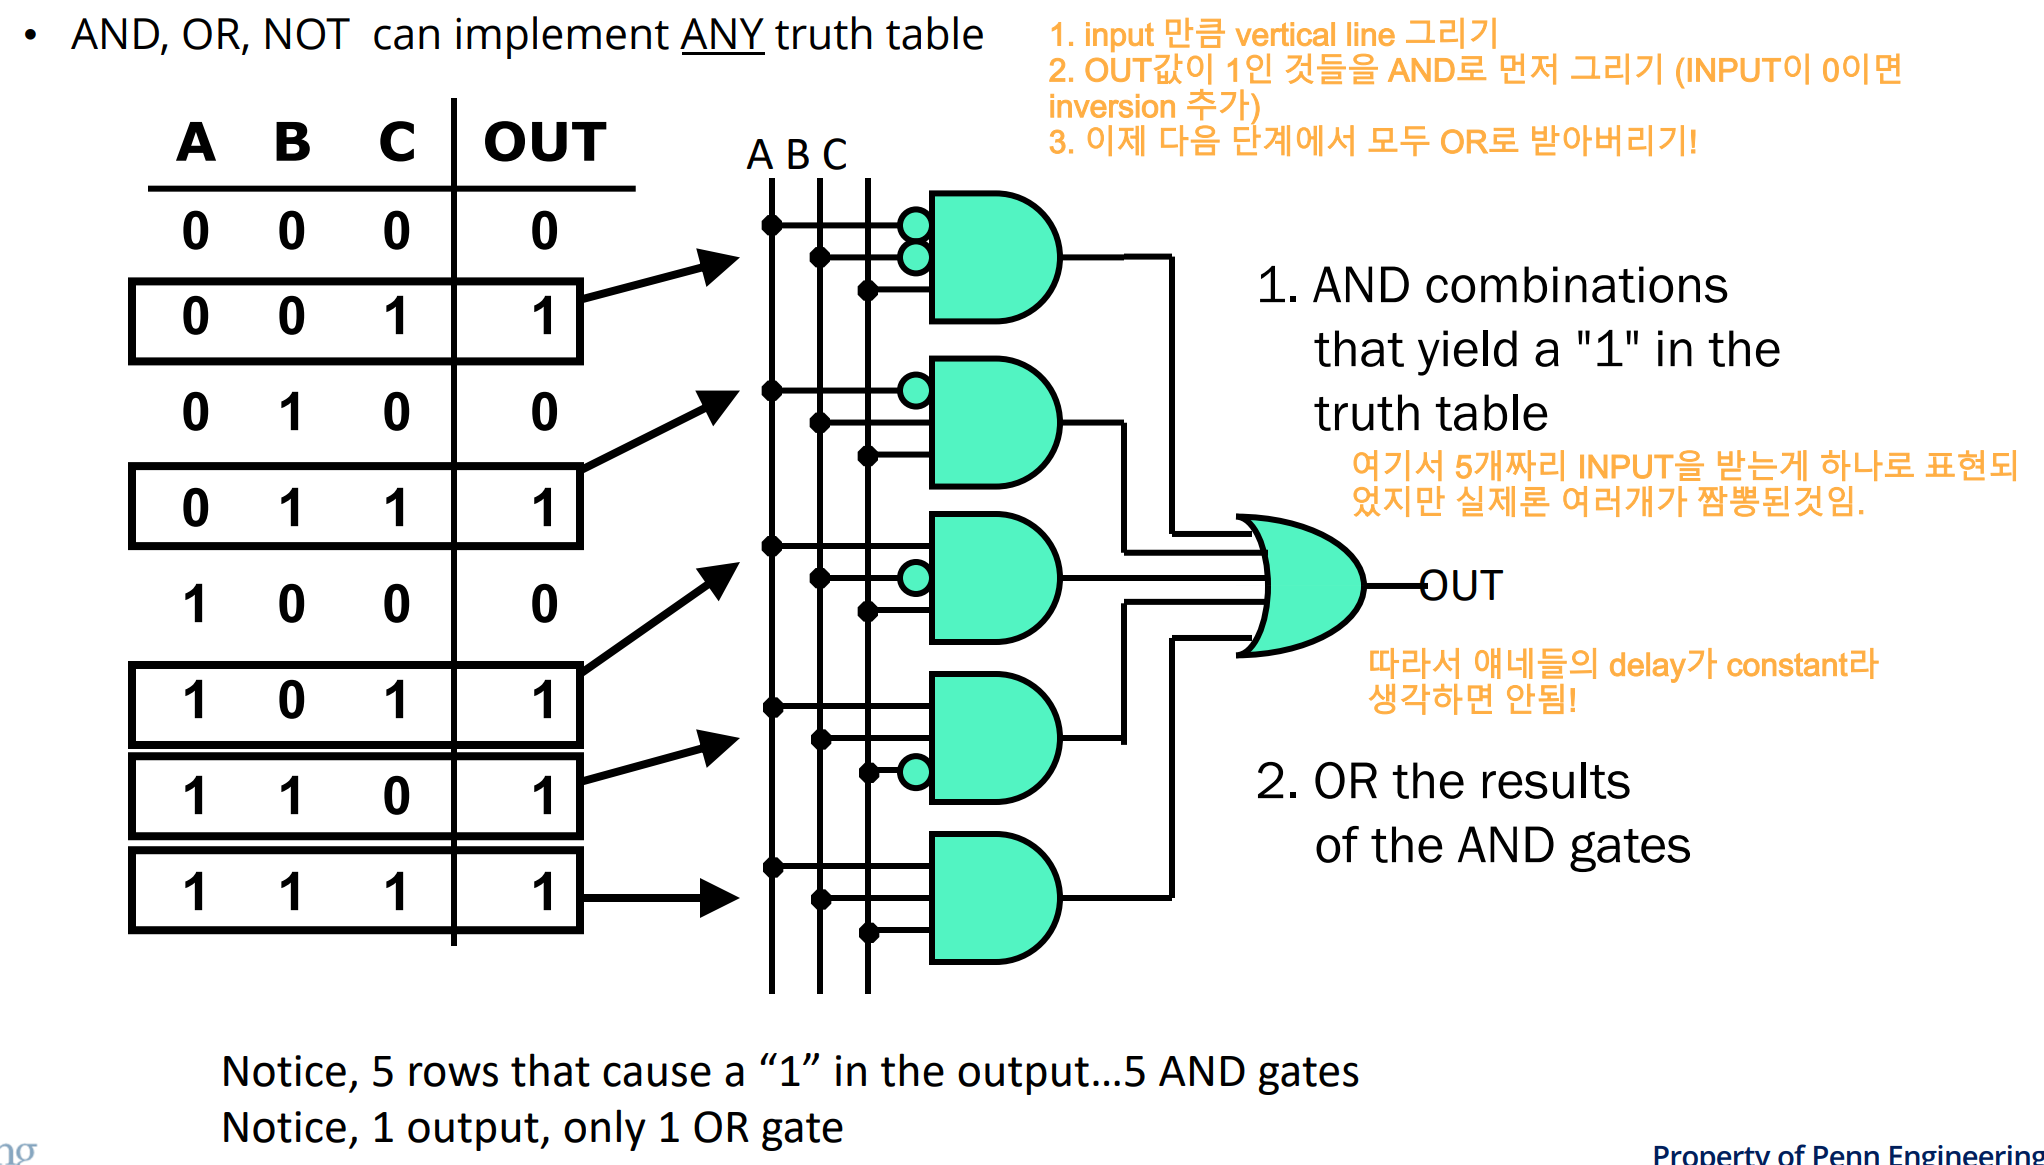 • AND, OR, NOT can implement ANY truth table
1. input 만큼 vertical line 그리기
2. OUT값이 1인 것들을 AND로 먼저 그리기 (INPUT이 0이면
inversion 추가)
3. 이제 다음 단계에서 모두 OR로 받아버리기!
A B C OUT
0 0 0 0
0 0 1 1
0 1 0 0
0 1 1 1
1 0 0 0
1 0 1 1
1 1 0 1
1 1 1 1
A B C
1. AND combinations
that yield a "1" in the
truth table
여기서 5개짜리 INPUT을 받는게 하나로 표현되
었지만 실제론 여러개가 짬뽕된것임.
OUT
따라서 얘네들의 delay가 constant라
생각하면 안됨!
2. OR the results
of the AND gates
Notice, 5 rows that cause a “1” in the output...5 AND gates
Notice, 1 output, only 1 OR gate
ng
Property of Penn Engineering